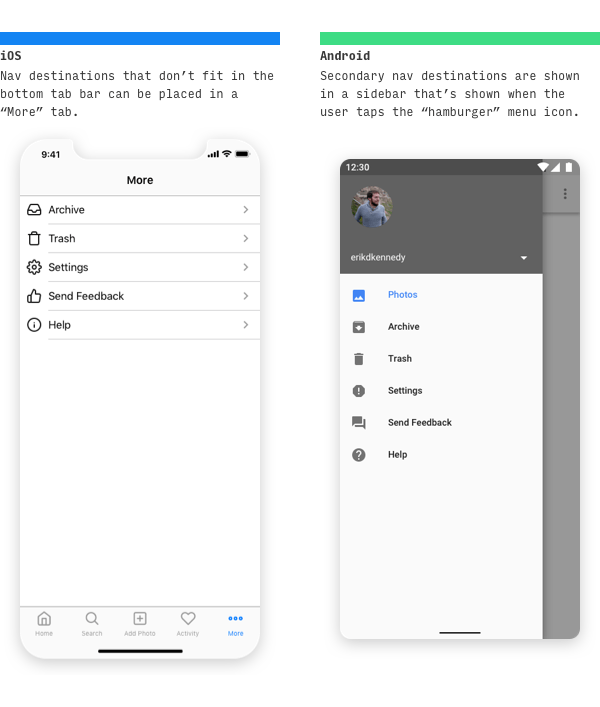 iOS
Nav destinations that don’t fit in the
bottom tab bar can be placed in a
“More” tab.
9:41
More
Archive
Trash
Settings
Send Feedback
Help
Home
Search
Add Photo
Activity
More
Android
Secondary nav destinations are shown
in a sidebar that’s shown when the
user taps the “hamburger” menu icon.
12:30
erikdkennedy
Photos
Archive
Trash
Settings
Send Feedback
Help